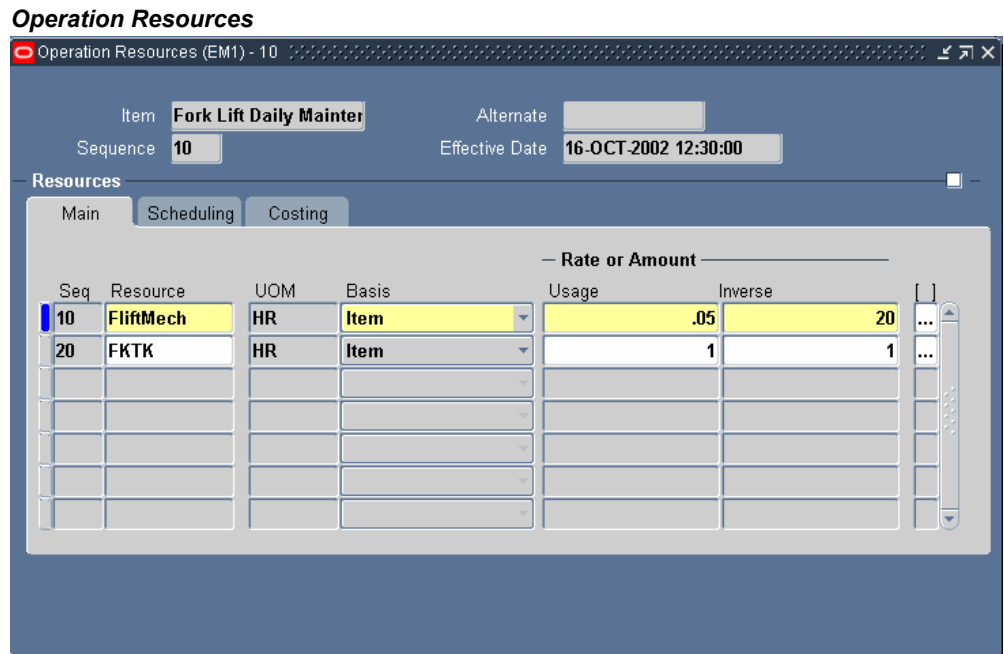 Operation Resources
Operation Resources (EM1) - 10
Item Fork Lift Daily Mainter Alternate
Sequence 10 Effective Date 16-OCT-2002 12:30:00
Resources
Main Scheduling Costing
Rate or Amount
Seq Resource UOM Basis Usage Inverse [ ]
10 FliftMech HR Item .05 20 ...
20 FKTK HR Item 1 1 ...